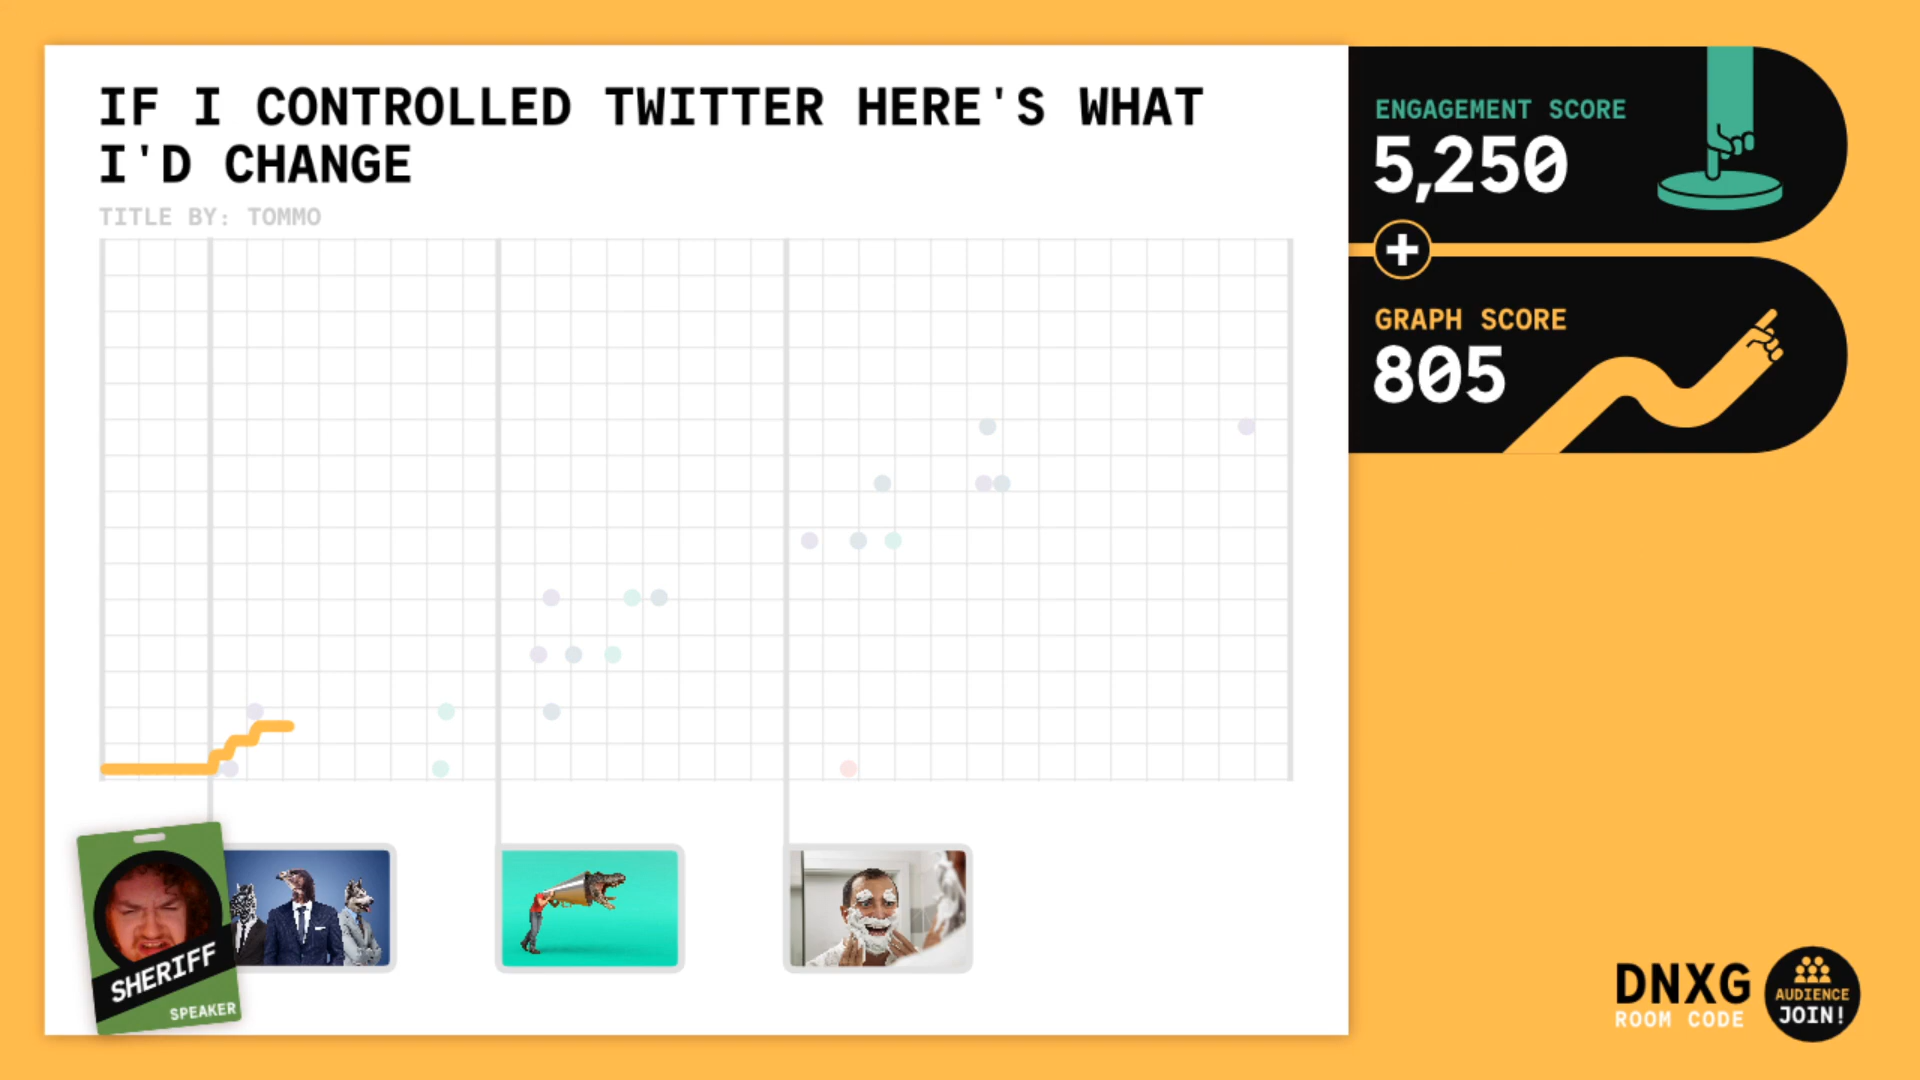 IF I CONTROLLED TWITTER HERE'S WHAT
I'D CHANGE
TITLE BY: TOMMO
ENGAGEMENT SCORE
5,250
+
GRAPH SCORE
805
SHERIFF
SPEAKER
DNXG
ROOM CODE
AUDIENCE
JOIN!